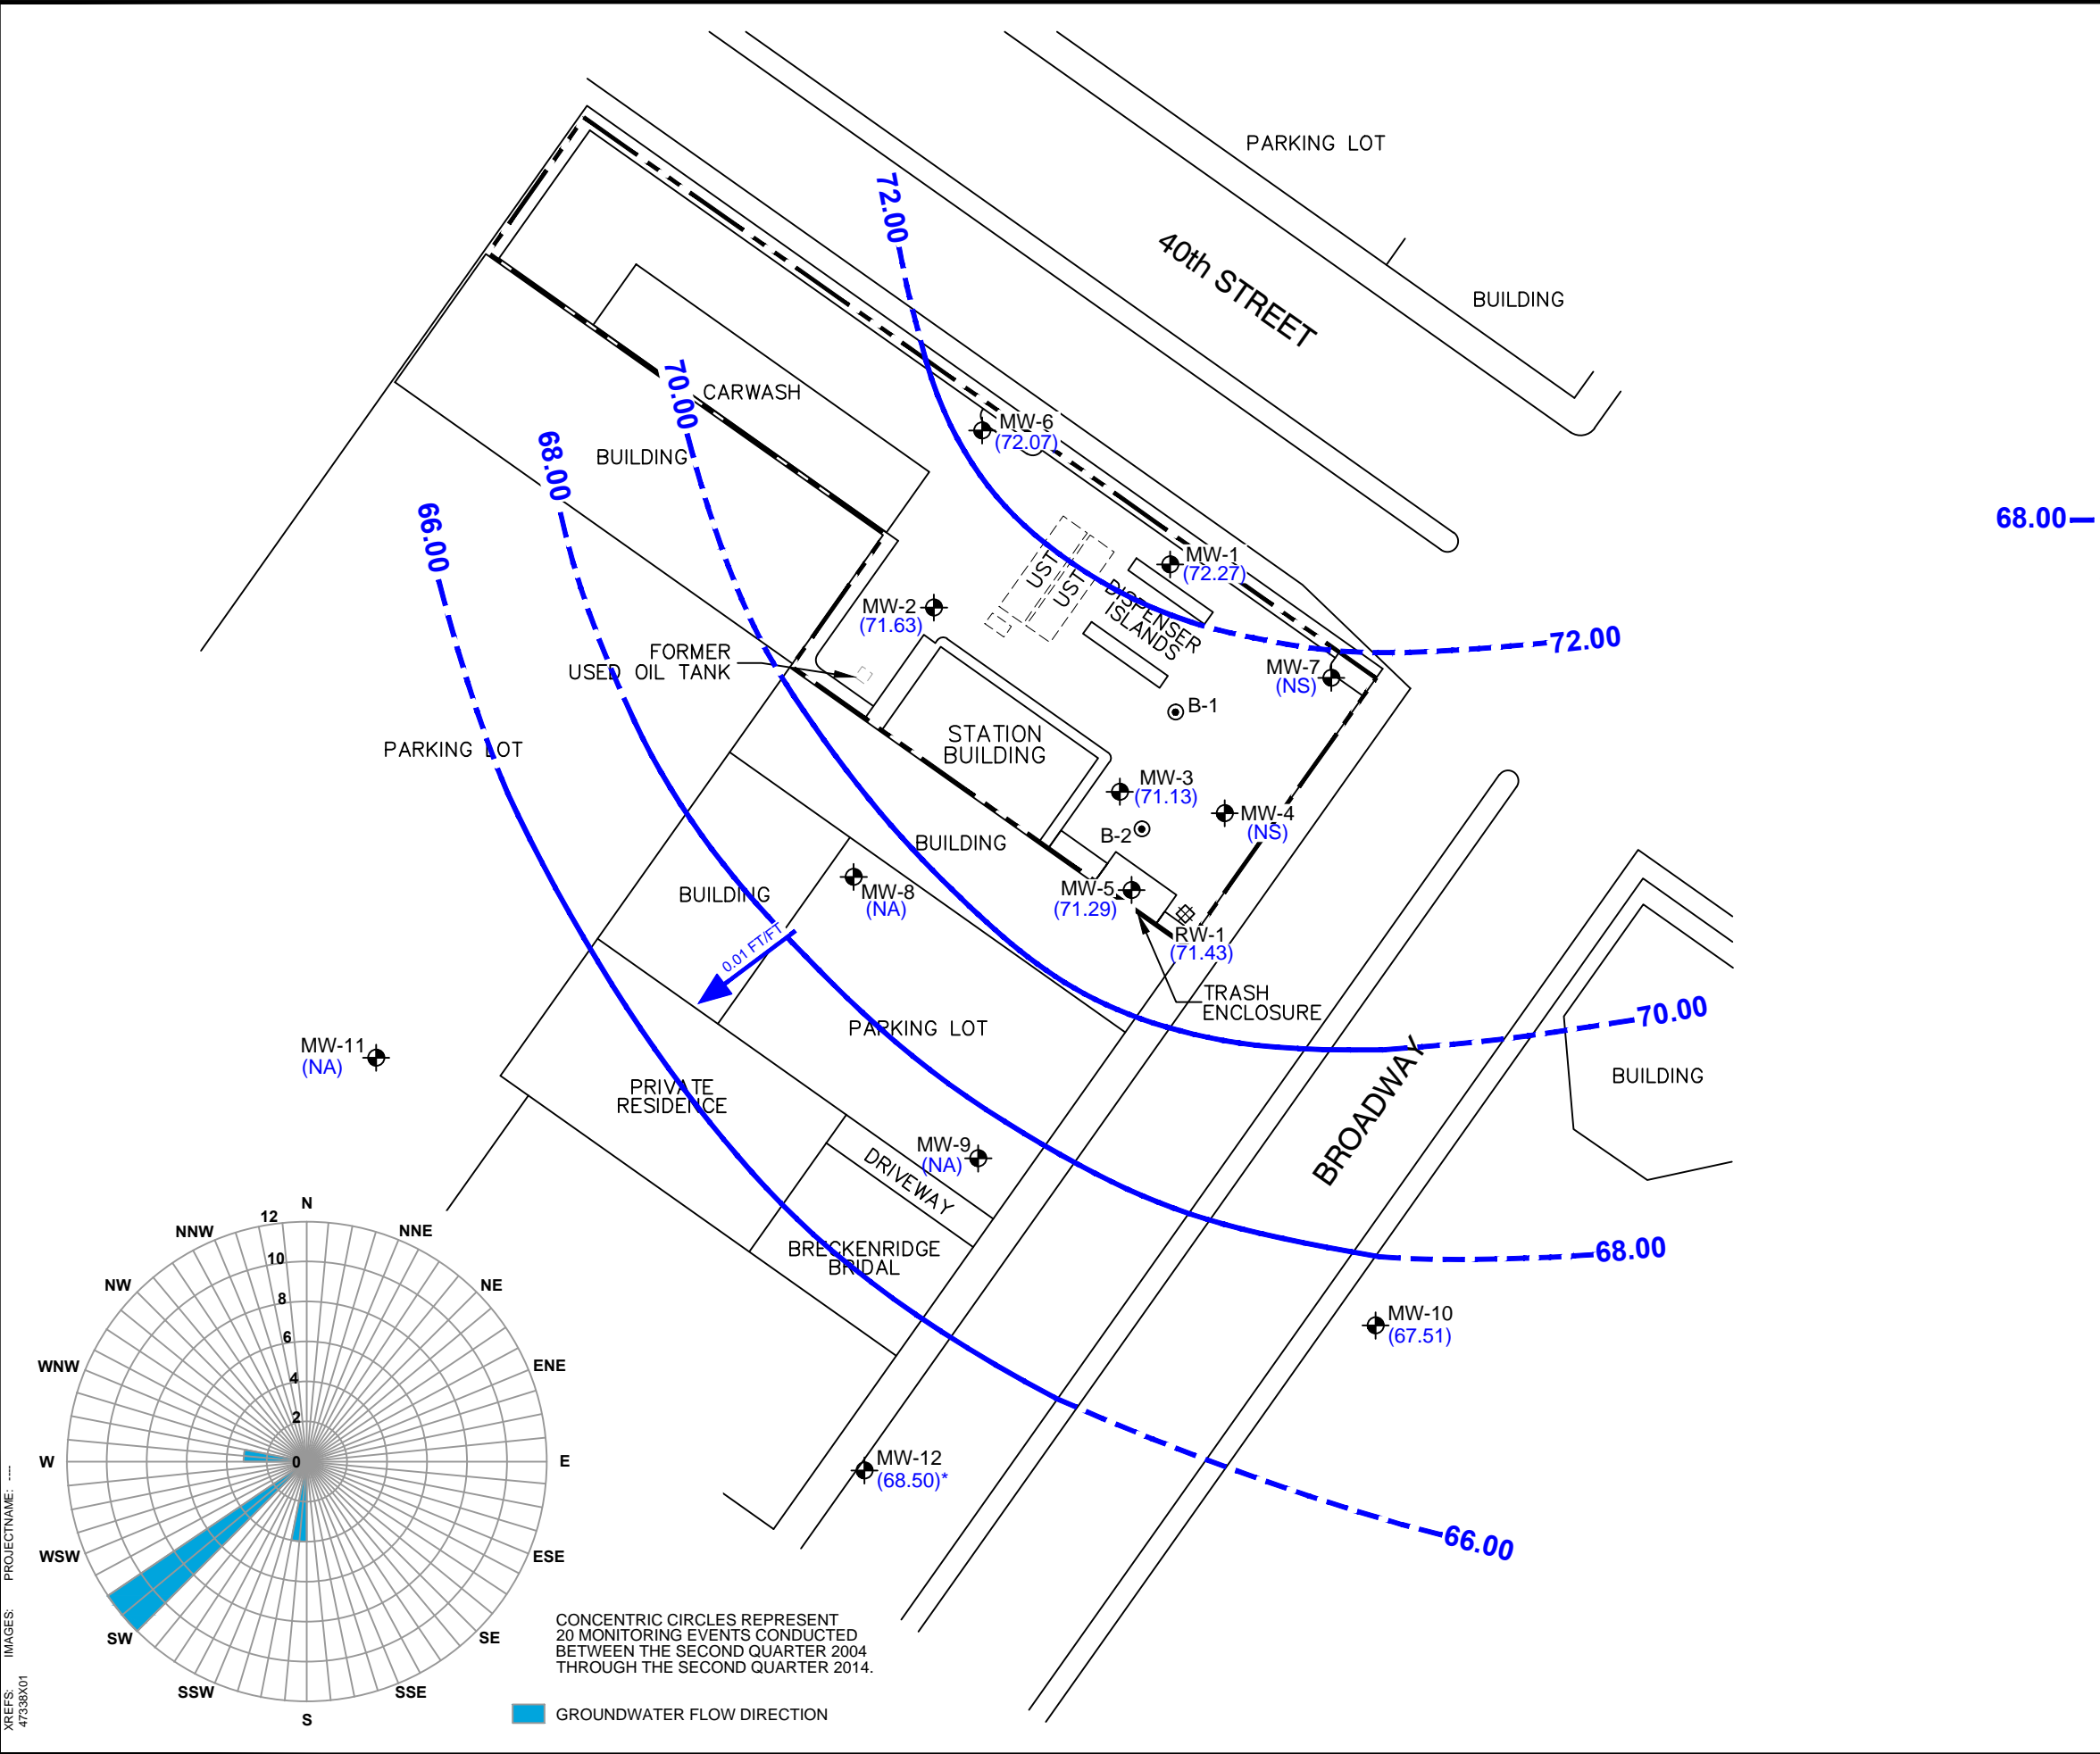 PARKING LOT
72.00
40th STREET
BUILDING
70.00
CARWASH
MW-6
(72.07)
68.00
BUILDING
66.00
68.00
UST
UST
MW-1
(72.27)
DISPENSER
ISLANDS
MW-2
(71.63)
72.00
FORMER
USED OIL TANK
MW-7
(NS)
B-1
STATION
BUILDING
PARKING LOT
MW-3
(71.13)
MW-4
(NS)
B-2
BUILDING
BUILDING
MW-8
(NA)
MW-5
(71.29)
RW-1
(71.43)
0.01 FT/FT
TRASH
ENCLOSURE
70.00
PARKING LOT
MW-11
(NA)
BROADWAY
BUILDING
PRIVATE
RESIDENCE
MW-9
(NA)
DRIVEWAY
BRECKENRIDGE
BRIDAL
68.00
MW-10
(67.51)
MW-12
(68.50)*
66.00
N
NNE
NE
ENE
E
ESE
SE
SSE
S
SSW
SW
WSW
W
WNW
NW
NNW
12
10
8
6
4
2
0
CONCENTRIC CIRCLES REPRESENT
20 MONITORING EVENTS CONDUCTED
BETWEEN THE SECOND QUARTER 2004
THROUGH THE SECOND QUARTER 2014.
GROUNDWATER FLOW DIRECTION
XREFS: IMAGES: PROJECTNAME: ----
47338X01